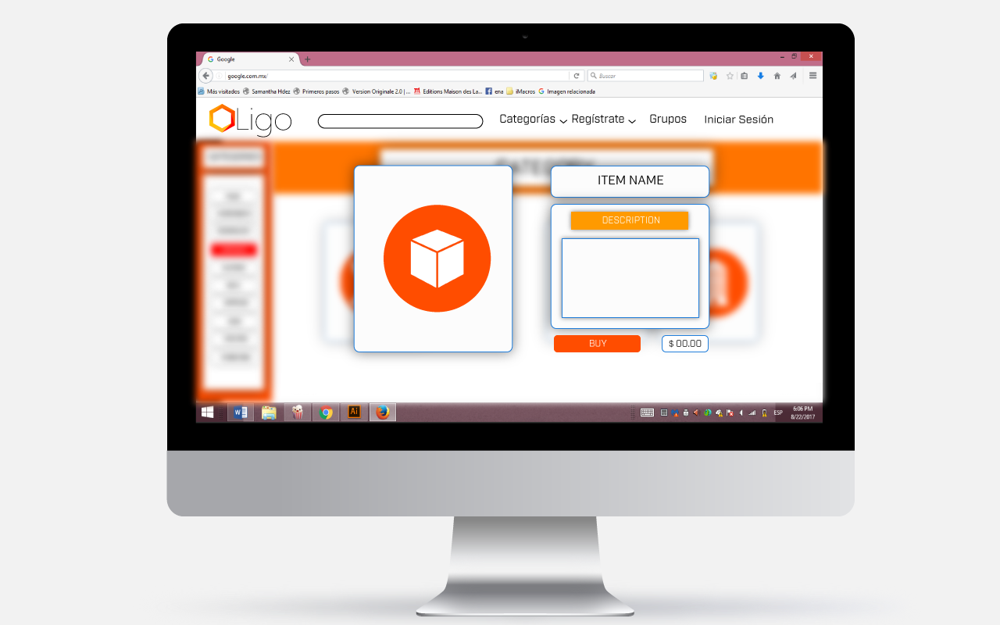 Google
google.com.mx/
Buscar
Más visitados Samantha Hdez Primeros pasos Version Originale 2.0 | ... Editions Maison des La... ena iMacros Imagen relacionada
Ligo Categorías Regístrate Grupos Iniciar Sesión
CATEGORY
ITEM NAME
DESCRIPTION
BUY $ 00.00
W Ai ESP 6:06 PM
8/22/2017